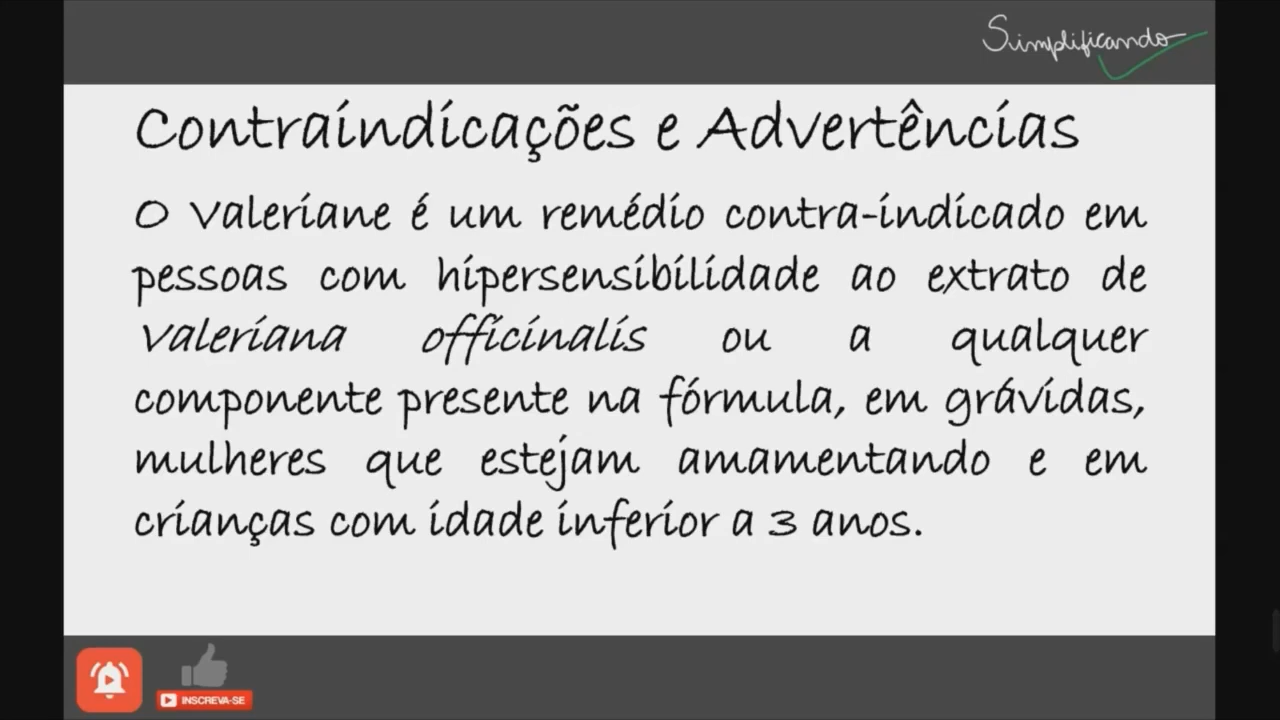 Simplificando
Contraindicações e Advertências
O Valeriane é um remédio contra-indicado em
pessoas com hipersensibilidade ao extrato de
Valeriana officinalis ou a qualquer
componente presente na fórmula, em grávidas,
mulheres que estejam amamentando e em
crianças com idade inferior a 3 anos.
INSCREVA-SE